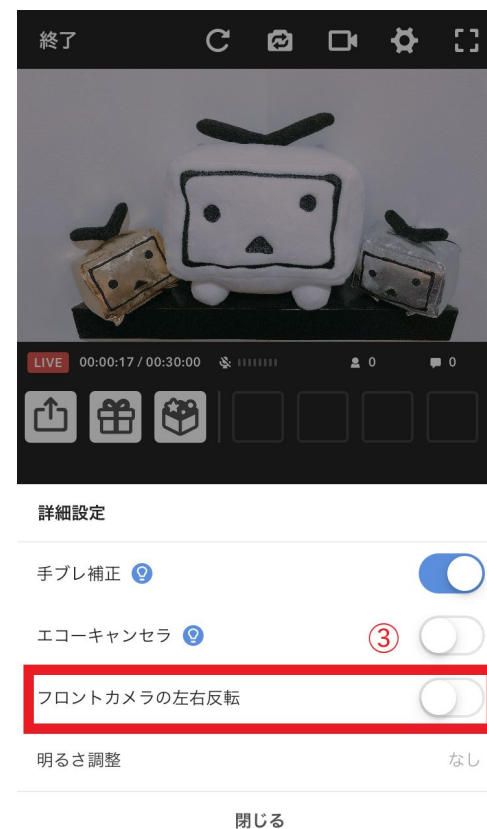 終了
LIVE 00:00:17 / 00:30:00 0 0
詳細設定
手ブレ補正
エコーキャンセラ ③
フロントカメラの左右反転
明るさ調整 なし
閉じる